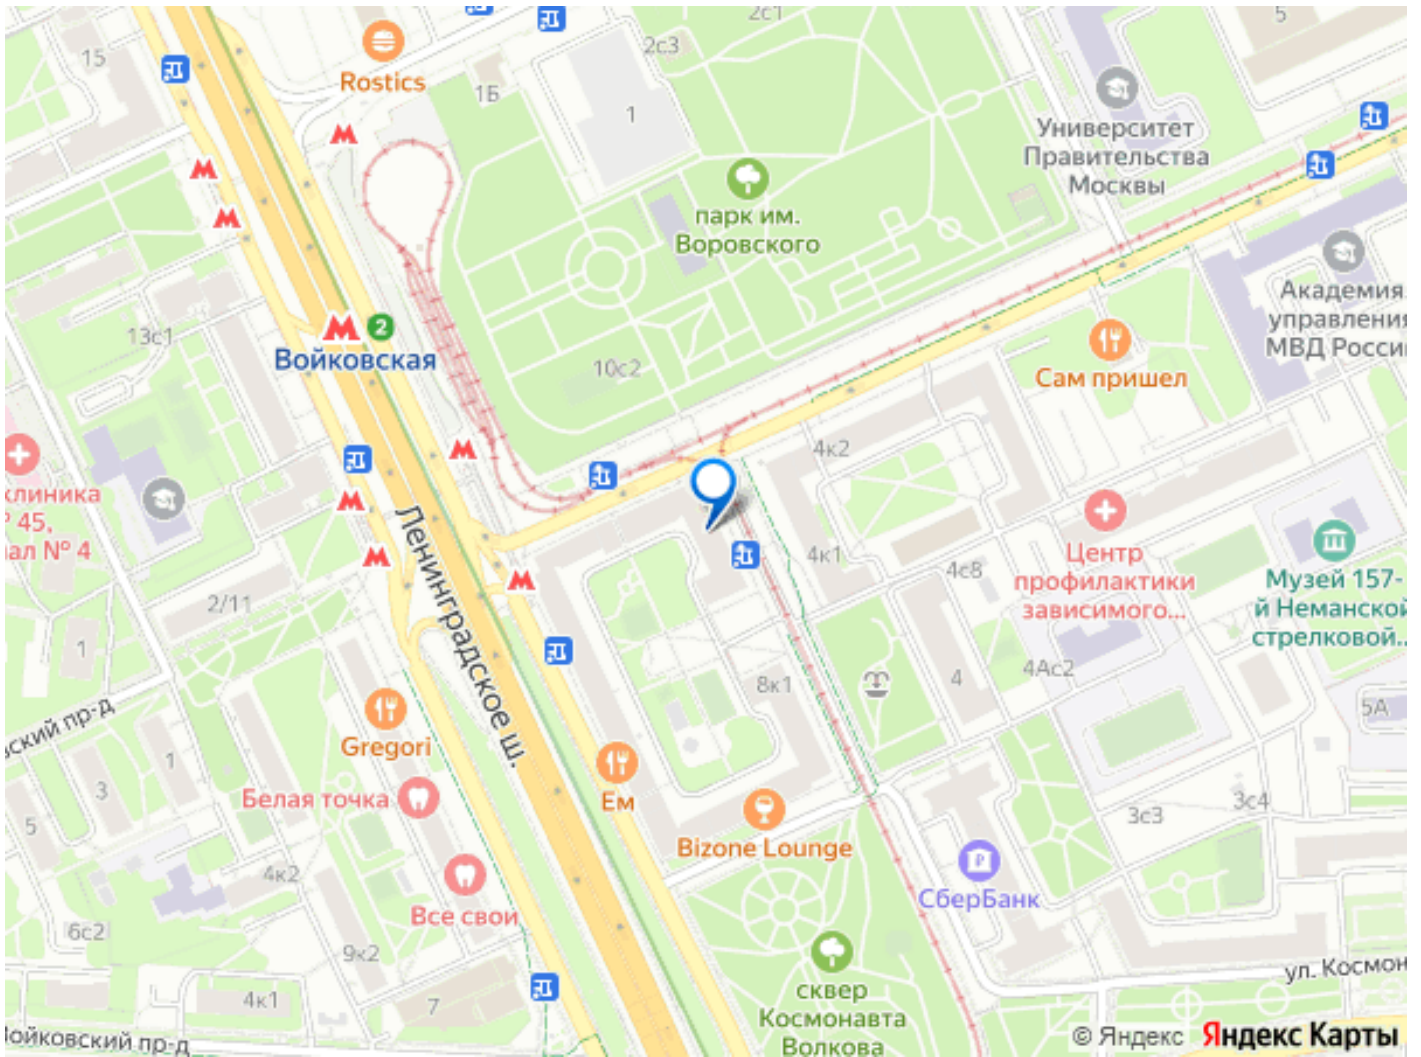 2с1
5
15
Rostics
2с3
1Б
1
Университет
Правительства
Москвы
парк им.
Воровского
Академия
управления
МВД России
13с1
2
Войковская
10с2
Сам пришел
4к2
клиника
45,
ал № 4
Ленинградское ш.
4к1
4с8
Центр
профилактики
зависимого...
Музей 157-
й Неманской
стрелковой...
2/11
1
8к1
4
4Ас2
5А
ский пр-д
Gregori
1
3
Белая точка
Ем
5
Bizone Lounge
3с3
3с4
4к2
Все свои
СберБанк
6с2
9к2
сквер
Космонавта
Волкова
ул. Космон
4к1
7
Войковский пр-д
© Яндекс Яндекс Карты